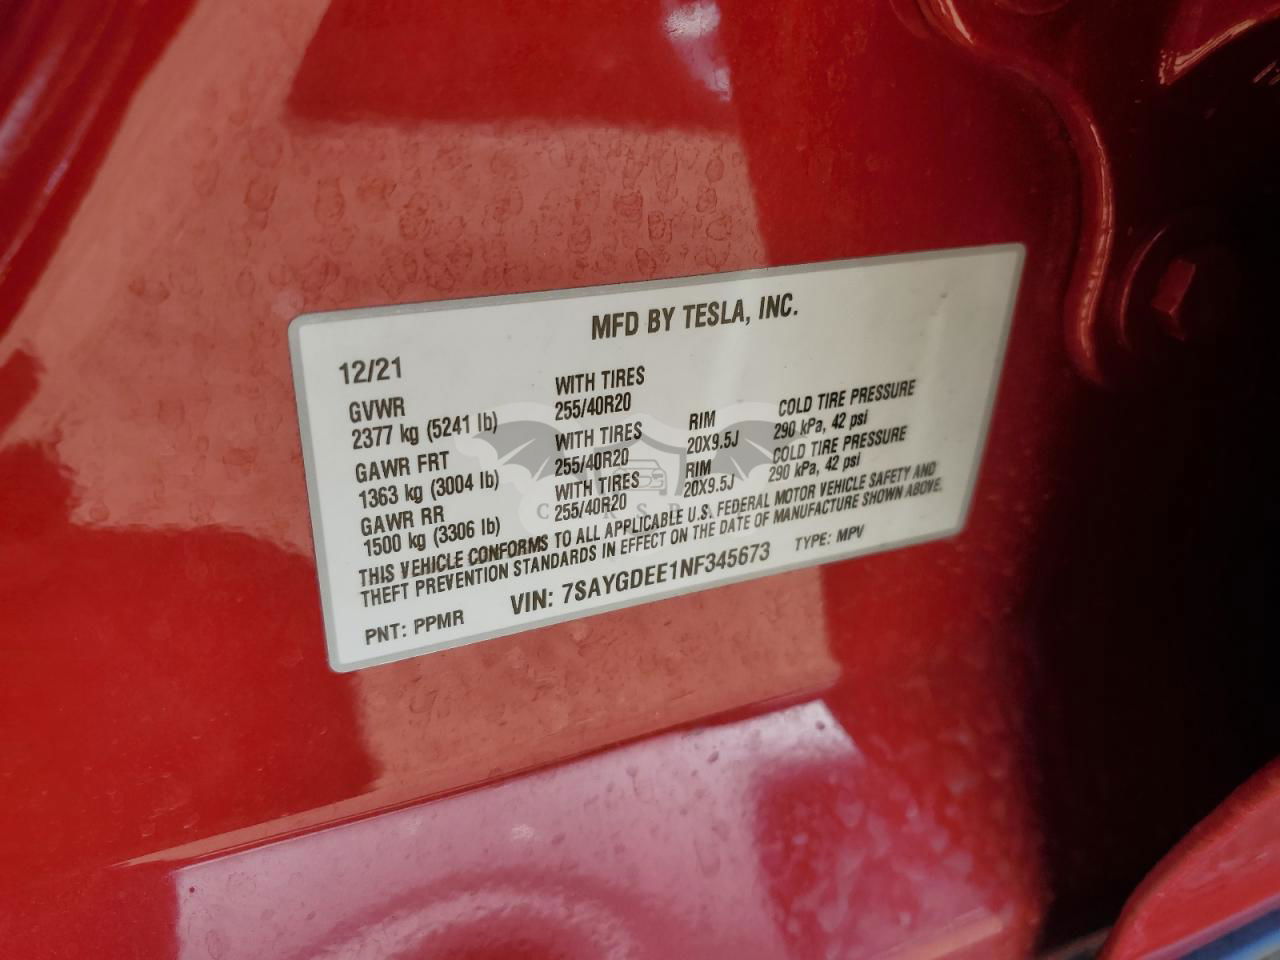 MFD BY TESLA, INC.
12/21
GVWR
2377 kg (5241 lb)
WITH TIRES
255/40R20
GAWR FRT
1363 kg (3004 lb)
WITH TIRES
255/40R20
RIM
20X9.5J
COLD TIRE PRESSURE
290 kPa, 42 psi
GAWR RR
1500 kg (3306 lb)
WITH TIRES
255/40R20
RIM
20X9.5J
COLD TIRE PRESSURE
290 kPa, 42 psi
THIS VEHICLE CONFORMS TO ALL APPLICABLE U.S. FEDERAL MOTOR VEHICLE SAFETY AND
THEFT PREVENTION STANDARDS IN EFFECT ON THE DATE OF MANUFACTURE SHOWN ABOVE.
PNT: PPMR
VIN: 7SAYGDEE1NF345673
TYPE: MPV